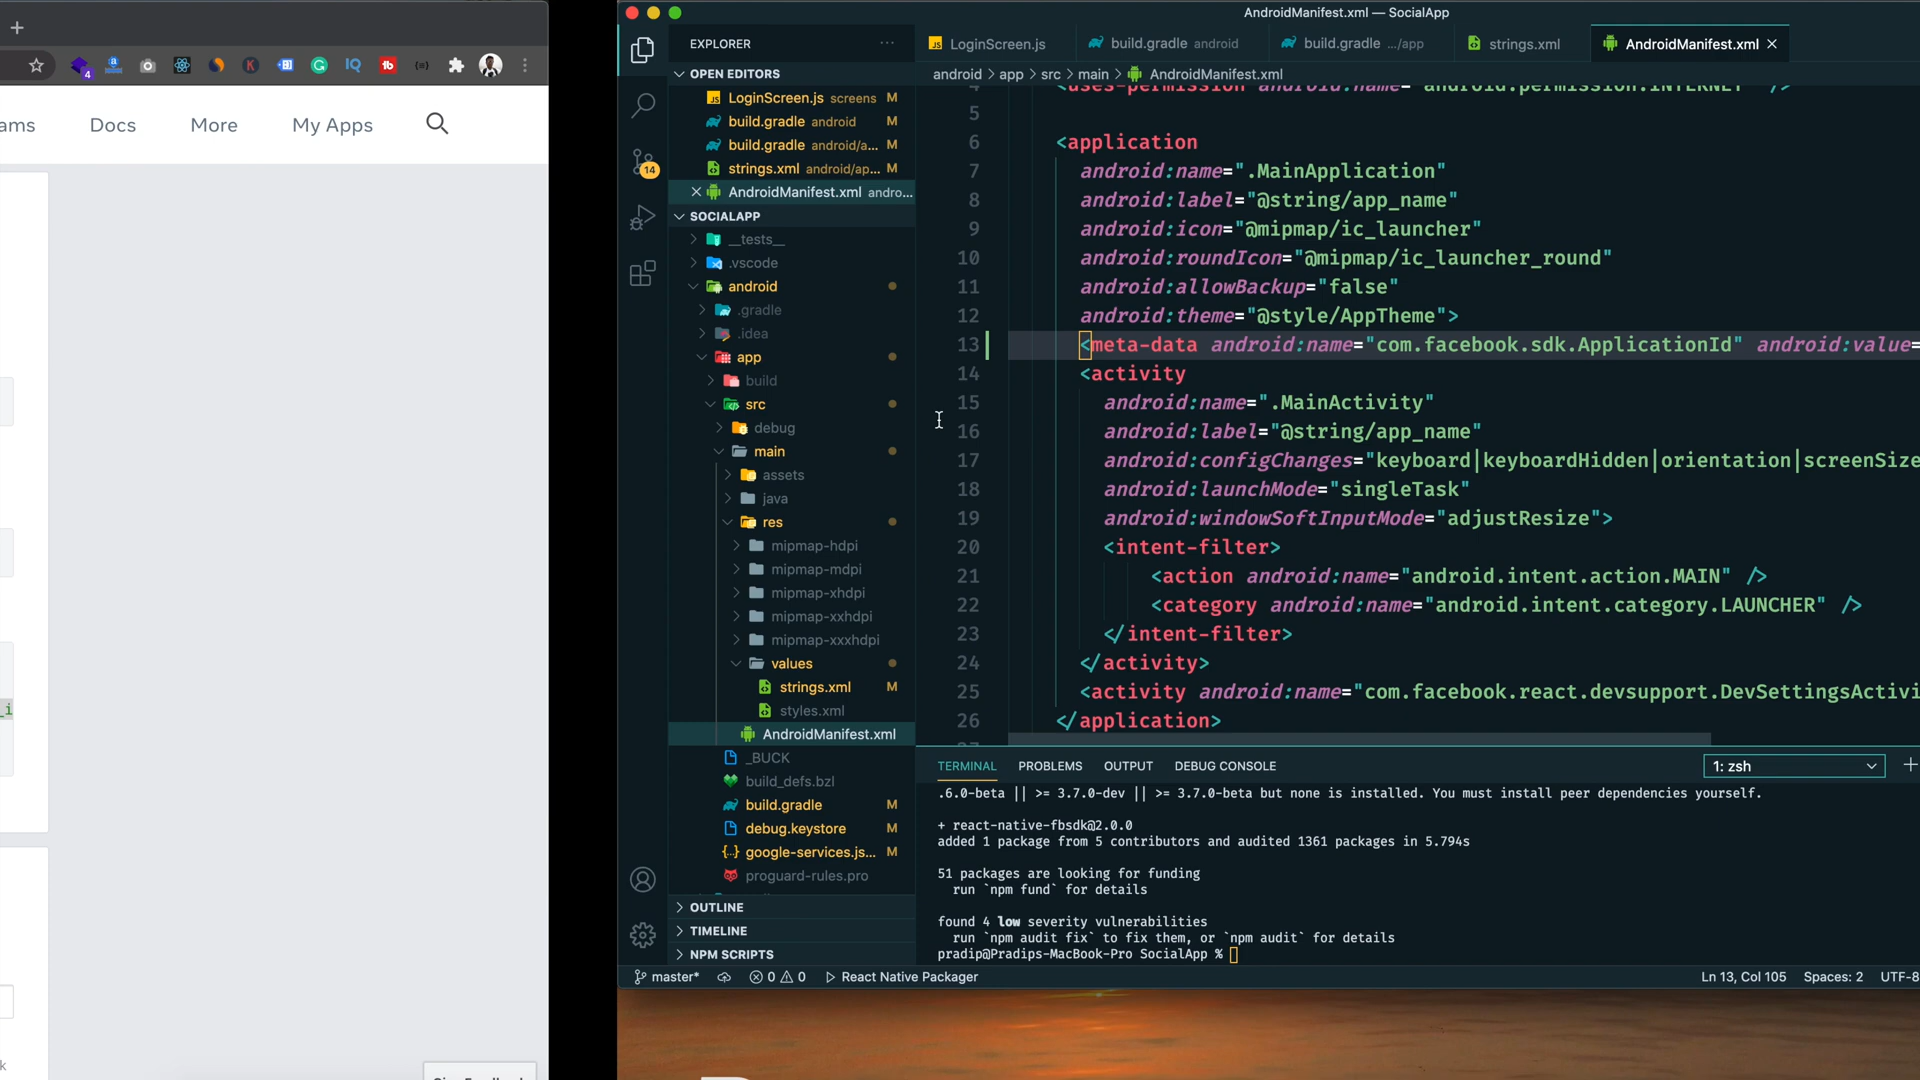 4
ams
Docs
More
My Apps
_i
k
AndroidManifest.xml — SocialApp
EXPLORER
LoginScreen.js
build.gradle android
build.gradle .../app
strings.xml
AndroidManifest.xml
OPEN EDITORS
LoginScreen.js screens M
build.gradle android M
build.gradle android/a... M
strings.xml android/ap... M
AndroidManifest.xml andro...
14
SOCIALAPP
__tests__
.vscode
android
.gradle
.idea
app
build
src
debug
main
assets
java
res
mipmap-hdpi
mipmap-mdpi
mipmap-xhdpi
mipmap-xxhdpi
mipmap-xxxhdpi
values
strings.xml M
styles.xml
AndroidManifest.xml
_BUCK
build_defs.bzl
build.gradle M
debug.keystore M
google-services.js... M
proguard-rules.pro
OUTLINE
TIMELINE
NPM SCRIPTS
android > app > src > main > AndroidManifest.xml
4 <uses-permission android:name="android.permission.INTERNET" />
5
6 <application
7 android:name=".MainApplication"
8 android:label="@string/app_name"
9 android:icon="@mipmap/ic_launcher"
10 android:roundIcon="@mipmap/ic_launcher_round"
11 android:allowBackup="false"
12 android:theme="@style/AppTheme">
13 <meta-data android:name="com.facebook.sdk.ApplicationId" android:value=
14 <activity
15 android:name=".MainActivity"
16 android:label="@string/app_name"
17 android:configChanges="keyboard|keyboardHidden|orientation|screenSize
18 android:launchMode="singleTask"
19 android:windowSoftInputMode="adjustResize">
20 <intent-filter>
21 <action android:name="android.intent.action.MAIN" />
22 <category android:name="android.intent.category.LAUNCHER" />
23 </intent-filter>
24 </activity>
25 <activity android:name="com.facebook.react.devsupport.DevSettingsActivi
26 </application>
TERMINAL
PROBLEMS
OUTPUT
DEBUG CONSOLE
1: zsh
.6.0-beta || >= 3.7.0-dev || >= 3.7.0-beta but none is installed. You must install peer dependencies yourself.
+ react-native-fbsdk@2.0.0
added 1 package from 5 contributors and audited 1361 packages in 5.794s
51 packages are looking for funding
run `npm fund` for details
found 4 low severity vulnerabilities
run `npm audit fix` to fix them, or `npm audit` for details
pradip@Pradips-MacBook-Pro SocialApp %
master* 0 0 React Native Packager
Ln 13, Col 105 Spaces: 2 UTF-8